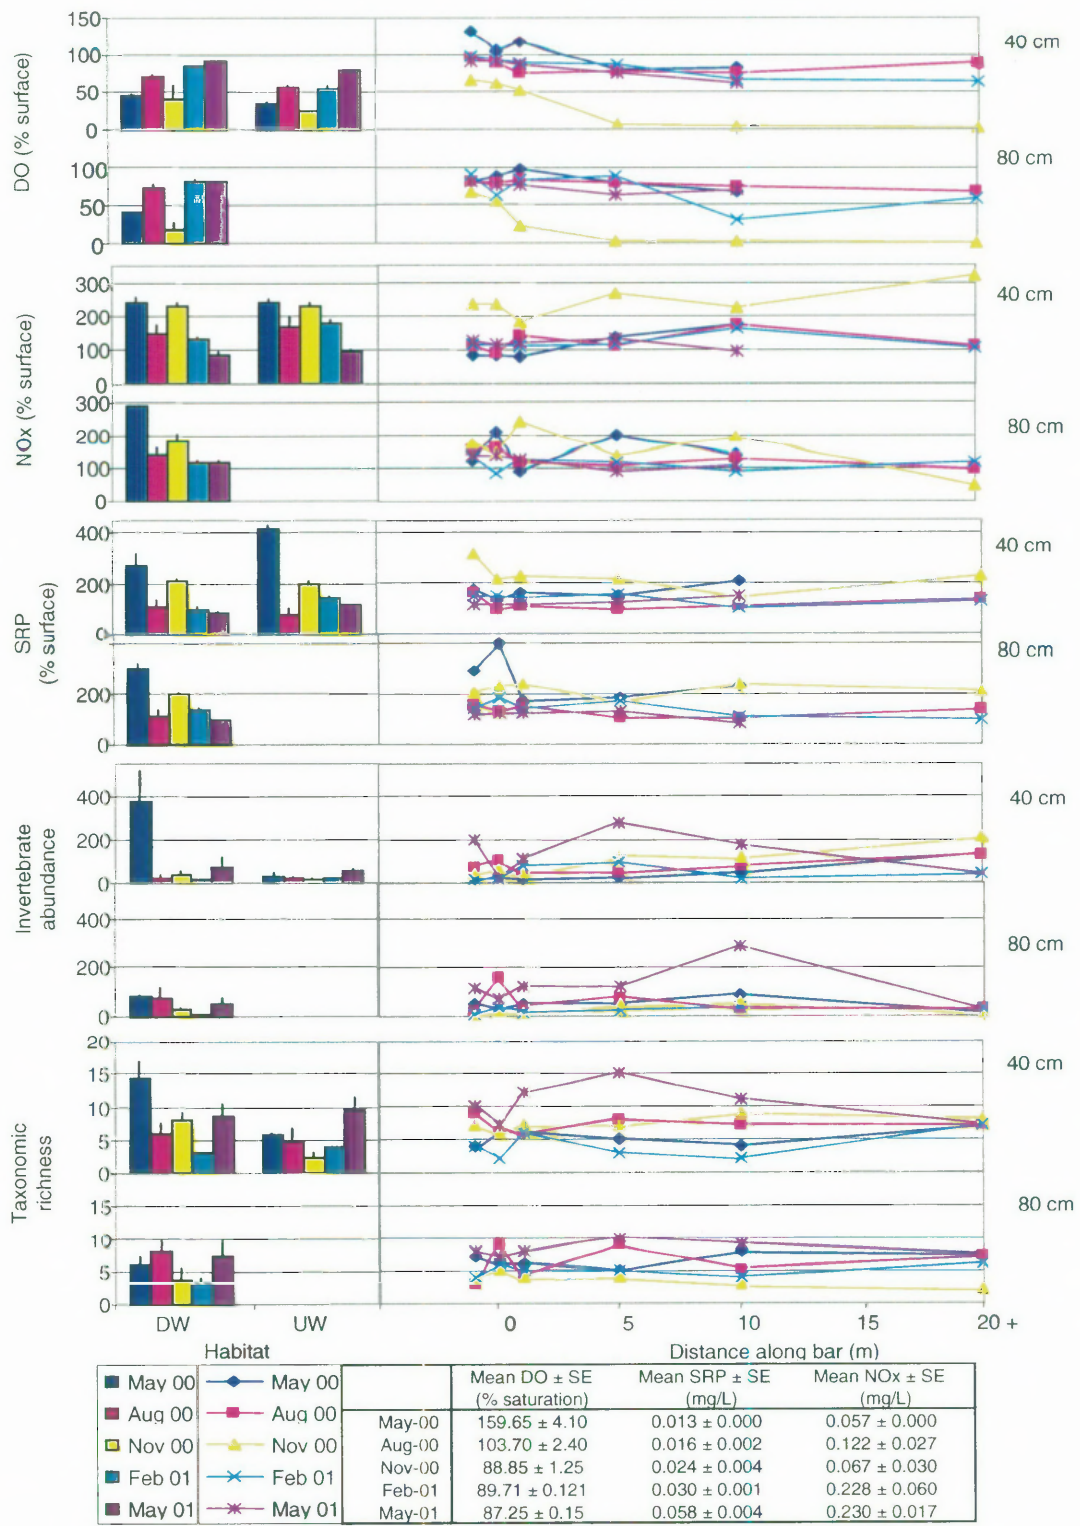 150
100
50
0
DO (% surface)
40 cm
100
50
0
80 cm
300
200
100
0
NOx (% surface)
40 cm
300
200
100
0
80 cm
400
200
0
SRP
(% surface)
40 cm
200
0
80 cm
400
200
0
Invertebrate
abundance
40 cm
400
200
0
80 cm
20
15
10
5
0
Taxonomic
richness
40 cm
15
10
5
0
80 cm
DW UW 0 5 10 15 20 +
Habitat Distance along bar (m)
May 00 May 00
Aug 00 Aug 00
Nov 00 Nov 00
Feb 01 Feb 01
May 01 May 01
Mean DO ± SE Mean SRP ± SE Mean NOx ± SE
(% saturation) (mg/L) (mg/L)
May-00 159.65 ± 4.10 0.013 ± 0.000 0.057 ± 0.000
Aug-00 103.70 ± 2.40 0.016 ± 0.002 0.122 ± 0.027
Nov-00 88.85 ± 1.25 0.024 ± 0.004 0.067 ± 0.030
Feb-01 89.71 ± 0.121 0.030 ± 0.001 0.228 ± 0.060
May-01 87.25 ± 0.15 0.058 ± 0.004 0.230 ± 0.017